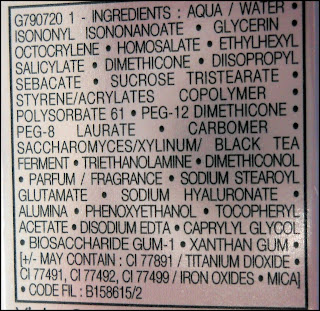 G790720 1 - INGREDIENTS: AQUA / WATER •
ISONONYL ISONONANOATE • GLYCERIN •
OCTOCRYLENE • HOMOSALATE • ETHYLHEXYL
SALICYLATE • DIMETHICONE • DIISOPROPYL
SEBACATE • SUCROSE TRISTEARATE •
STYRENE/ACRYLATES COPOLYMER •
POLYSORBATE 61 • PEG-12 DIMETHICONE •
PEG-8 LAURATE • CARBOMER •
SACCHAROMYCES/XYLINUM/ BLACK TEA
FERMENT • TRIETHANOLAMINE • DIMETHICONOL
• PARFUM / FRAGRANCE • SODIUM STEAROYL
GLUTAMATE • SODIUM HYALURONATE •
ALUMINA • PHENOXYETHANOL • TOCOPHERYL
ACETATE • DISODIUM EDTA • CAPRYLYL GLYCOL
• BIOSACCHARIDE GUM-1 • XANTHAN GUM •
[+/- MAY CONTAIN : CI 77891 / TITANIUM DIOXIDE •
CI 77491, CI 77492, CI 77499 / IRON OXIDES • MICA]
• CODE FIL : B158615/2